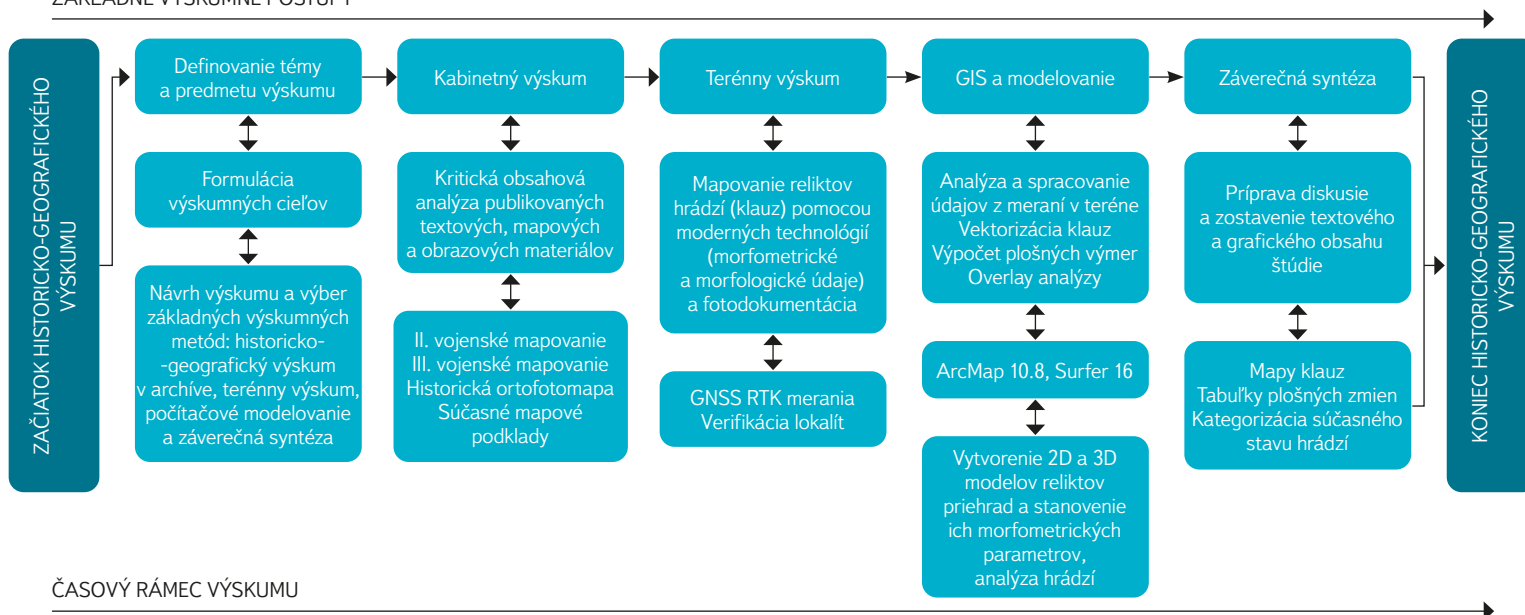 ZÁKLADNÉ VÝSKUMNÉ POSTUPY
ZAČIATOK HISTORICKO-GEOGRAFICKÉHO
VÝSKUMU
Definovanie témy
a predmetu výskumu
Formulácia
výskumných cieľov
Návrh výskumu a výber
základných výskumných
metód: historicko-
-geografický výskum
v archíve, terénny výskum,
počítačové modelovanie
a záverečná syntéza
Kabinetný výskum
Kritická obsahová
analýza publikovaných
textových, mapových
a obrazových materiálov
II. vojenské mapovanie
III. vojenské mapovanie
Historická ortofotomapa
Súčasné mapové
podklady
Terénny výskum
Mapovanie reliktov
hrádzí (klauz) pomocou
moderných technológií
(morfometrické
a morfologické údaje)
a fotodokumentácia
GNSS RTK merania
Verifikácia lokalít
GIS a modelovanie
Analýza a spracovanie
údajov z meraní v teréne
Vektorizácia klauz
Výpočet plošných výmer
Overlay analýzy
ArcMap 10.8, Surfer 16
Vytvorenie 2D a 3D
modelov reliktov
priehrad a stanovenie
ich morfometrických
parametrov,
analýza hrádzí
Záverečná syntéza
Príprava diskusie
a zostavenie textového
a grafického obsahu
štúdie
Mapy klauz
Tabuľky plošných zmien
Kategorizácia súčasného
stavu hrádzí
KONIEC HISTORICKO-GEOGRAFICKÉHO
VÝSKUMU
ČASOVÝ RÁMEC VÝSKUMU